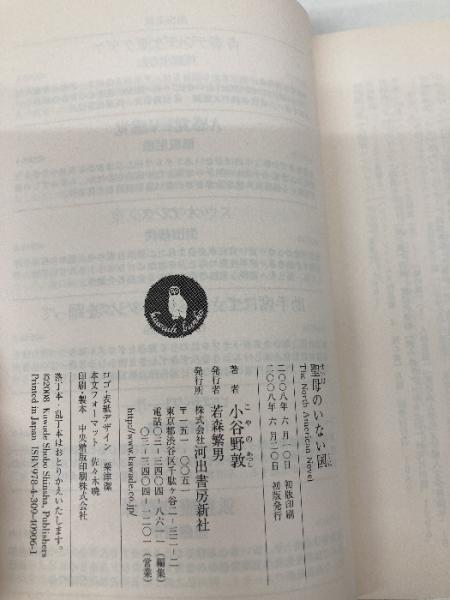 聖母のいない国
The North American Novel
二〇〇八年 六月一〇日 初版印刷
二〇〇八年 六月二〇日 初版発行
著者 小谷野敦
こやのあつし
発行者 若森繁男
発行所 株式会社河出書房新社
〒一五一-〇〇五一
東京都渋谷区千駄ヶ谷二-三二-二
電話〇三-三四〇四-八六一一（編集）
〇三-三四〇四-一二〇一（営業）
http://www.kawade.co.jp/
ロゴ・表紙デザイン 粟津潔
本文フォーマット 佐々木暁
印刷・製本 中央精版印刷株式会社
落丁本・乱丁本はおとりかえいたします。
©2008 Kawade Shobo Shinsha, Publishers
Printed in Japan ISBN978-4-309-40906-1
kawade bunko